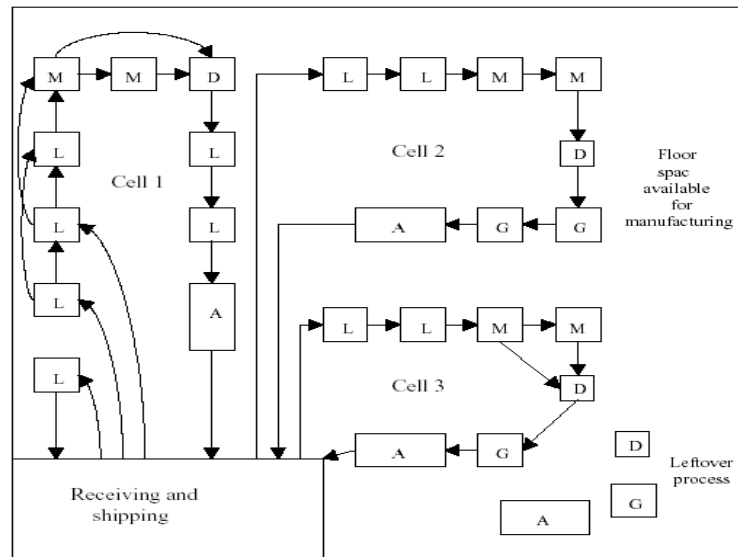 M
M
D
L
L
M
M
L
L
Cell 1
Cell 2
D
Floor
spac
available
for
manufacturing
L
L
A
G
G
L
A
L
L
M
M
L
Cell 3
D
A
G
D
Leftover
process
G
A
Receiving and
shipping